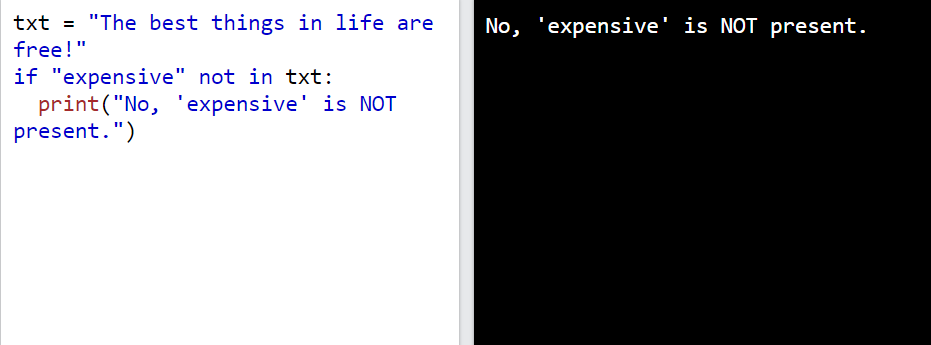 txt = "The best things in life are
free!"
if "expensive" not in txt:
  print("No, 'expensive' is NOT
present.")
No, 'expensive' is NOT present.